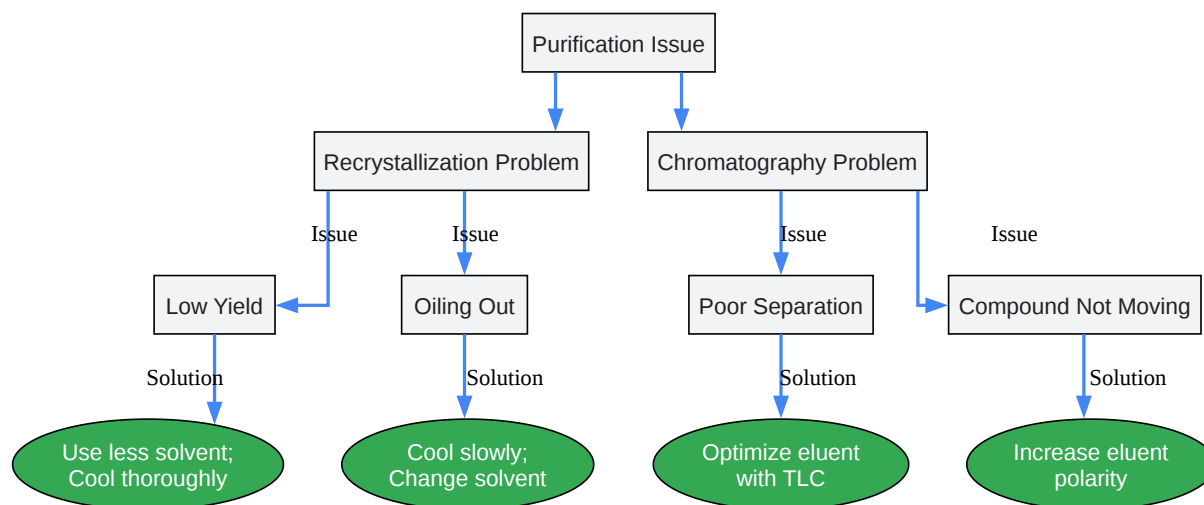 Purification Issue
Recrystallization Problem
Chromatography Problem
Issue
Issue
Issue
Issue
Low Yield
Oiling Out
Poor Separation
Compound Not Moving
Solution
Solution
Solution
Solution
Use less solvent;
Cool thoroughly
Cool slowly;
Change solvent
Optimize eluent
with TLC
Increase eluent
polarity